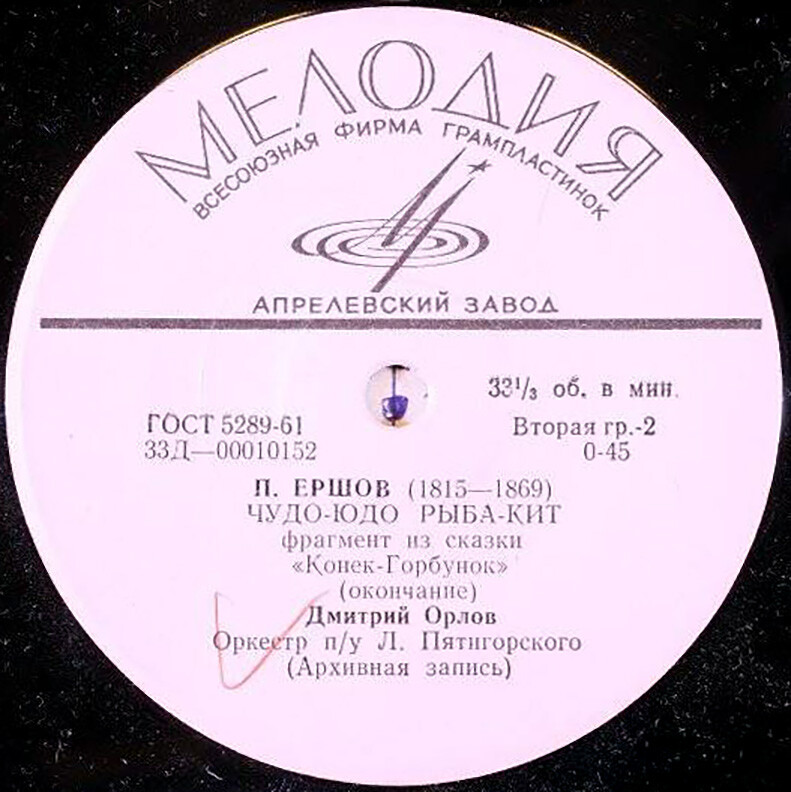 МЕЛОДИЯ
ВСЕСОЮЗНАЯ ФИРМА ГРАМПЛАСТИНОК
АПРЕЛЕВСКИЙ ЗАВОД
33⅓ об. в мин.
ГОСТ 5289-61
Вторая гр.-2
33Д—00010152
0-45
П. ЕРШОВ (1815—1869)
ЧУДО-ЮДО РЫБА-КИТ
фрагмент из сказки
«Конек-Горбунок»
(окончание)
Дмитрий Орлов
Оркестр п/у Л. Пятигорского
(Архивная запись)